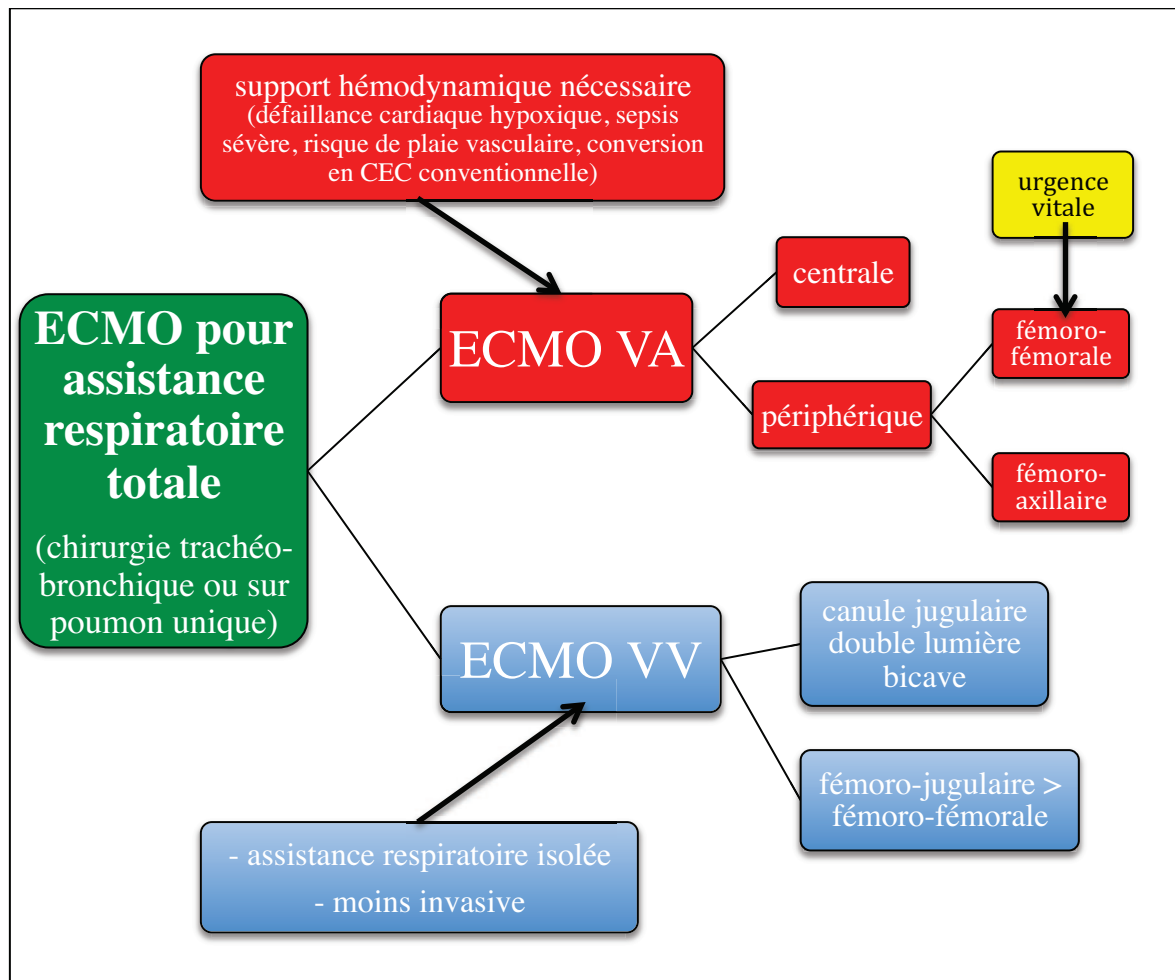 support hémodynamique nécessaire
(défaillance cardiaque hypoxique, sepsis
sévère, risque de plaie vasculaire, conversion
en CEC conventionnelle)
urgence
vitale
centrale
ECMO pour
assistance
respiratoire
totale
(chirurgie trachéo-
bronchique ou sur
poumon unique)
ECMO VA
fémoro-
fémorale
périphérique
fémoro-
axillaire
ECMO VV
canule jugulaire
double lumière
bicave
fémoro-jugulaire >
fémoro-fémorale
- assistance respiratoire isolée
- moins invasive